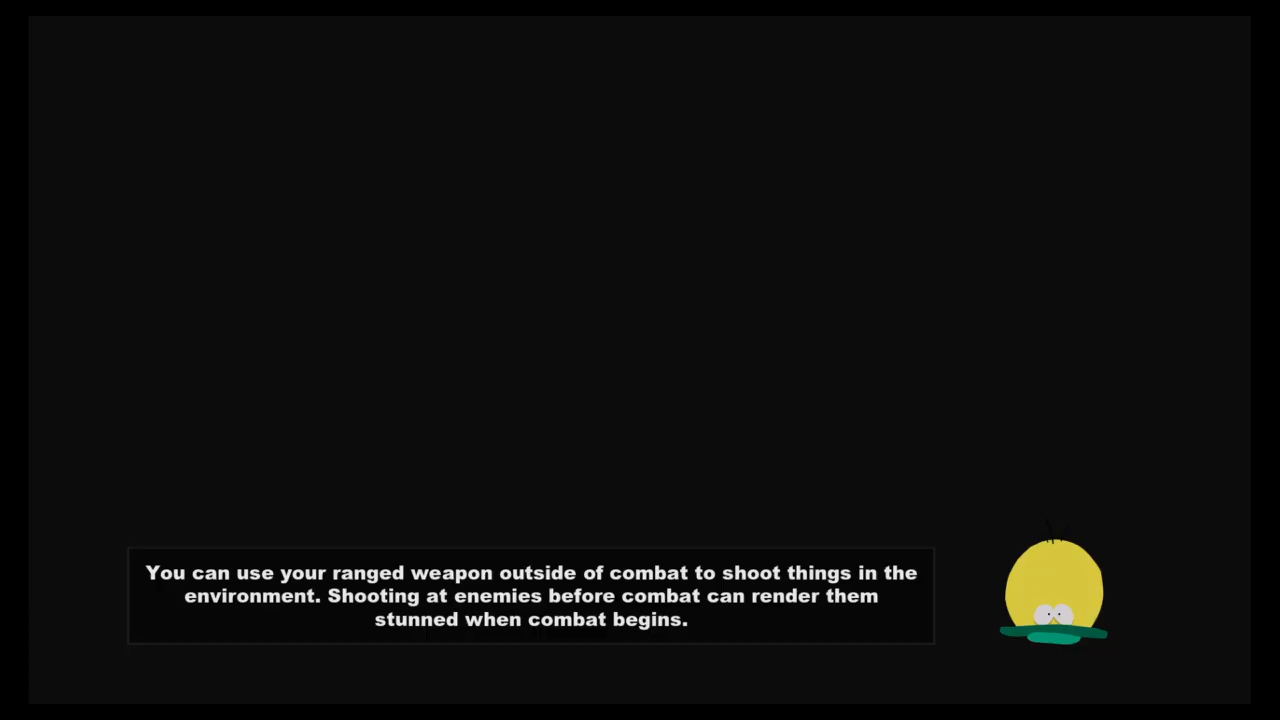 You can use your ranged weapon outside of combat to shoot things in the
environment. Shooting at enemies before combat can render them
stunned when combat begins.